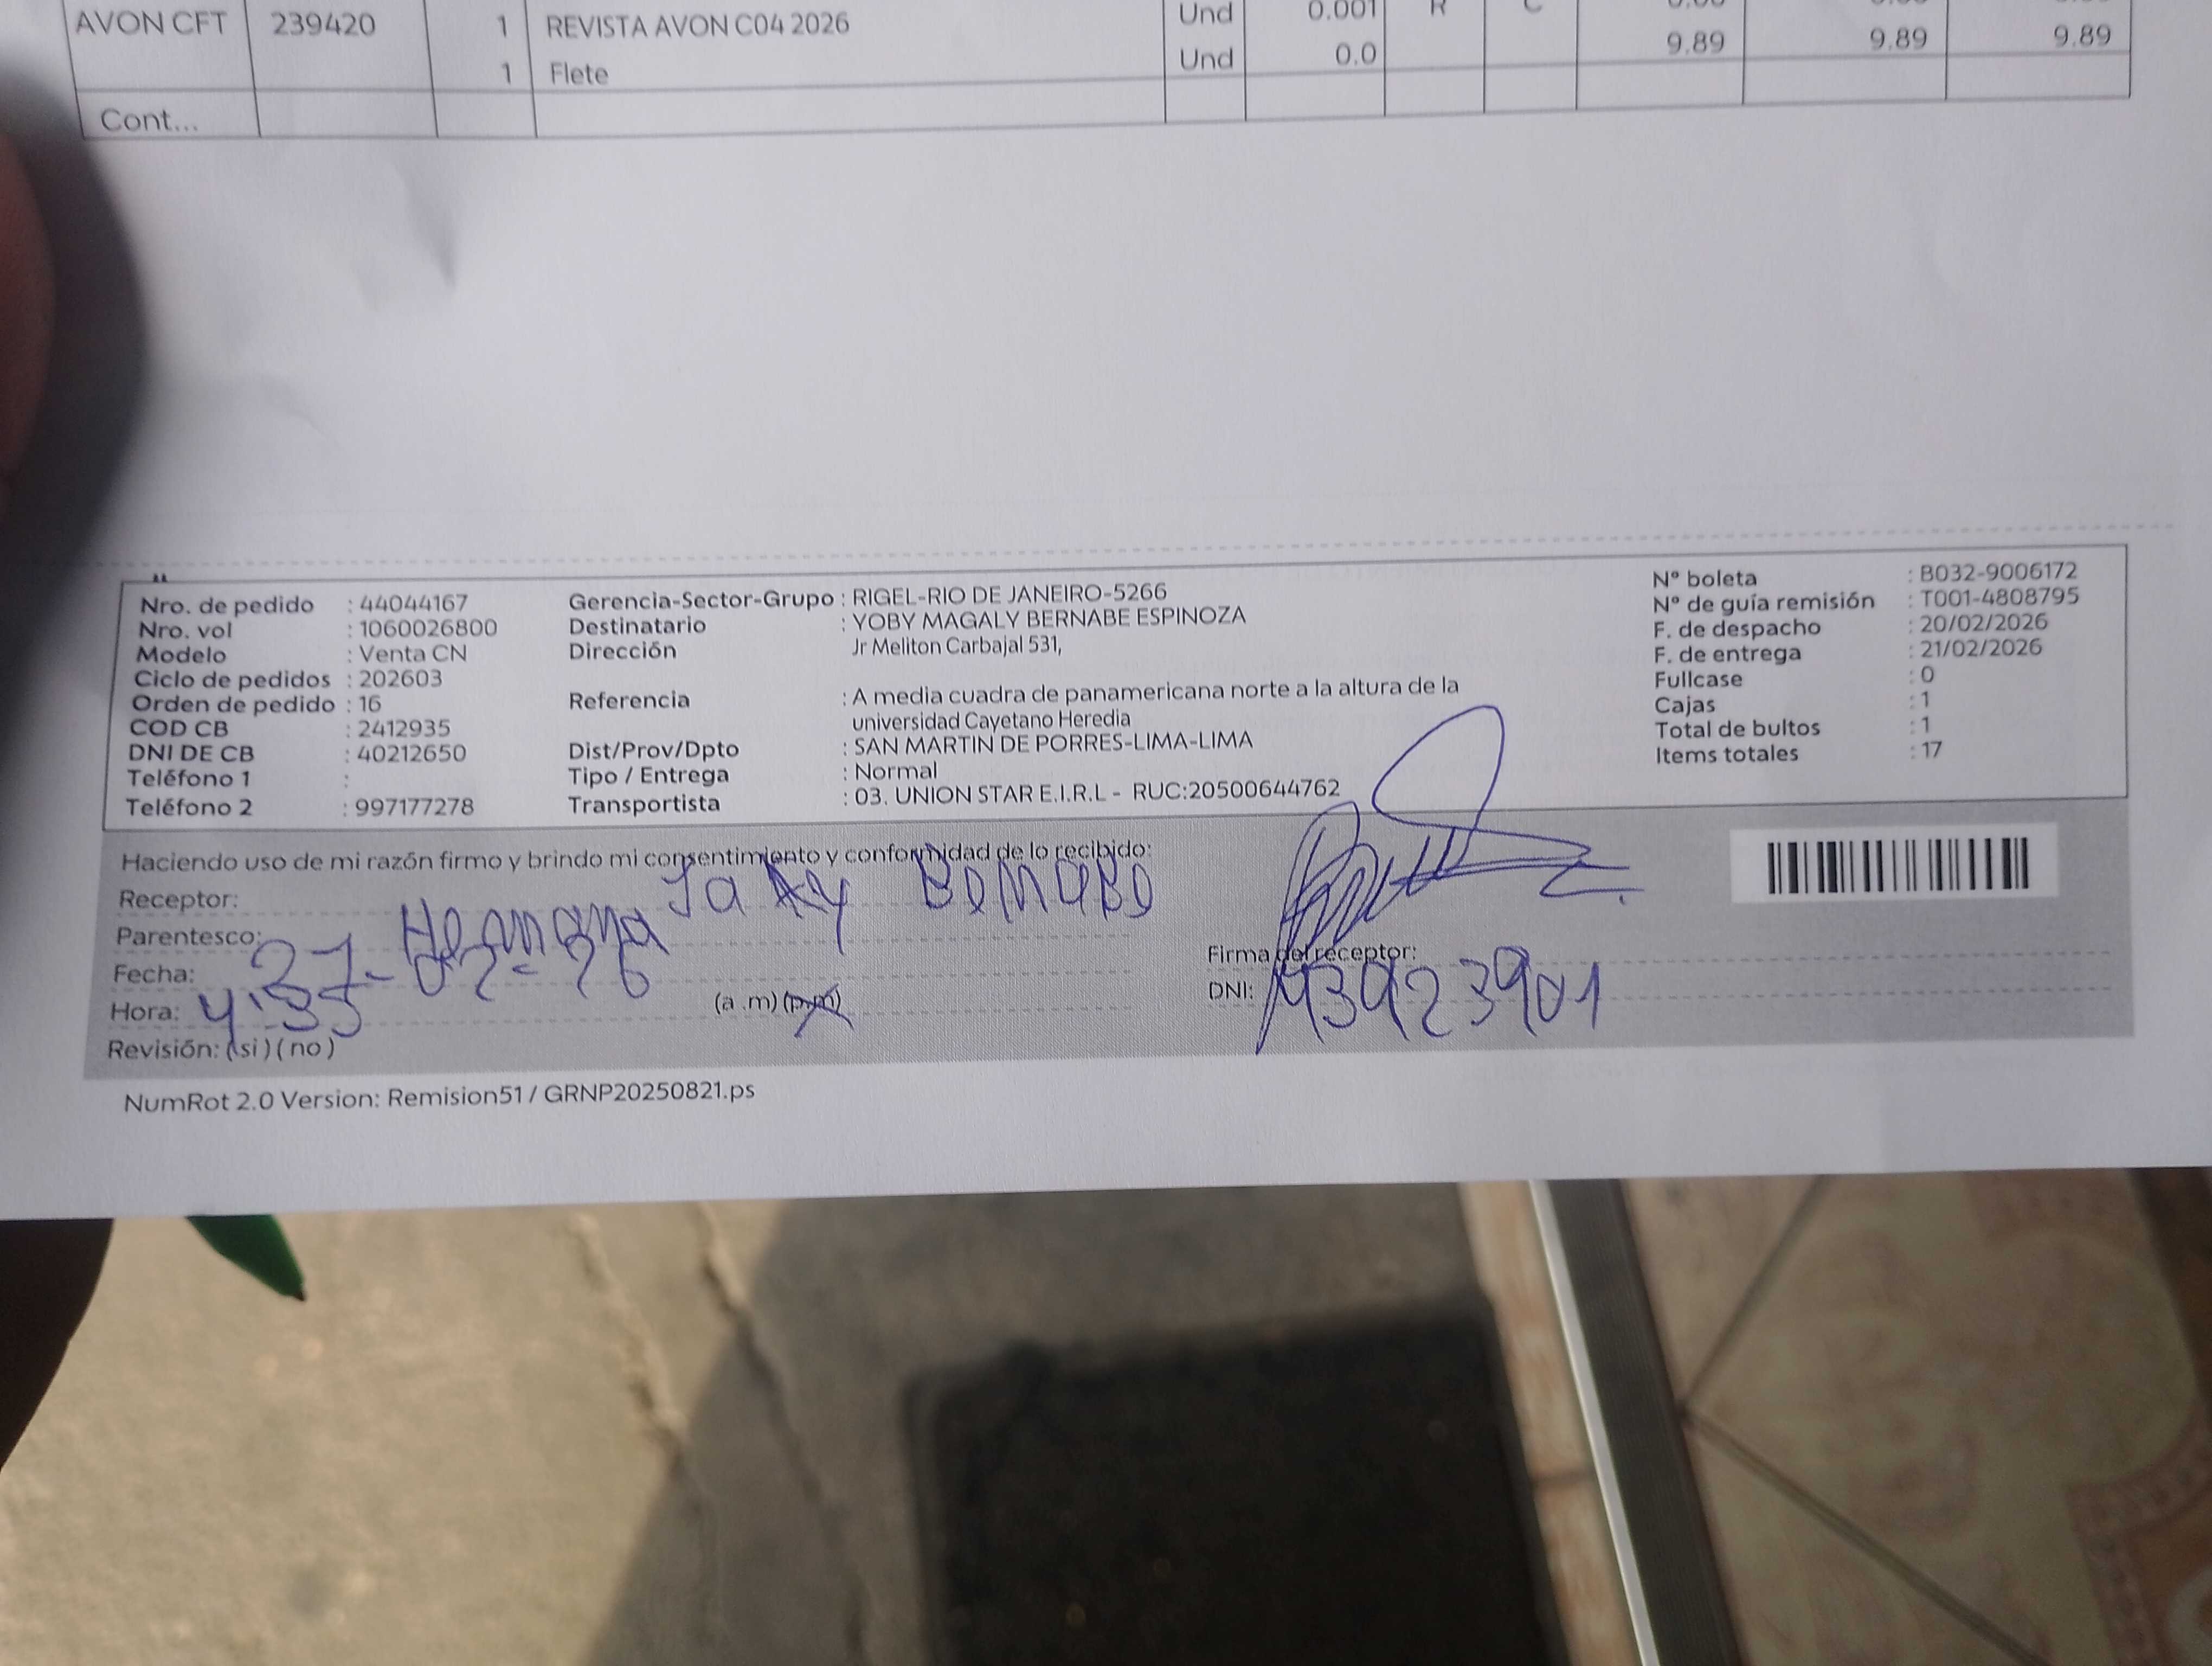 AVON CFT 239420 1 REVISTA AVON C04 2026 Und 0.001 R C
1 Flete Und 0.0 9.89 9.89 9.89
Cont...
Nro. de pedido : 44044167
Nro. vol : 1060026800
Modelo : Venta CN
Ciclo de pedidos : 202603
Orden de pedido : 16
COD CB : 2412935
DNI DE CB : 40212650
Teléfono 1 :
Teléfono 2 : 997177278
Gerencia-Sector-Grupo : RIGEL-RIO DE JANEIRO-5266
Destinatario : YOBY MAGALY BERNABE ESPINOZA
Dirección Jr Meliton Carbajal 531,
Referencia : A media cuadra de panamericana norte a la altura de la
universidad Cayetano Heredia
Dist/Prov/Dpto : SAN MARTIN DE PORRES-LIMA-LIMA
Tipo / Entrega : Normal
Transportista : 03. UNION STAR E.I.R.L - RUC:20500644762
N° boleta : B032-9006172
N° de guía remisión : T001-4808795
F. de despacho : 20/02/2026
F. de entrega : 21/02/2026
Fullcase : 0
Cajas : 1
Total de bultos : 1
Items totales : 17
Haciendo uso de mi razón firmo y brindo mi consentimiento y conformidad de lo recibido:
Receptor:
Parentesco: Hermana
Fecha: 02-26
Hora: (a .m) (p.m)
Revisión: (si) (no)
Firma del receptor:
DNI:
NumRot 2.0 Version: Remision51 / GRNP20250821.ps